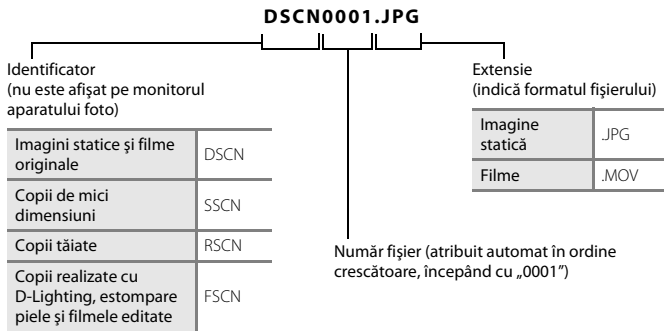 DSCN0001.JPG
Identificator
(nu este afişat pe monitorul
aparatului foto)
Imagini statice şi filme
originale
DSCN
Copii de mici
dimensiuni
SSCN
Copii tăiate
RSCN
Copii realizate cu
D-Lighting, estompare
piele şi filmele editate
FSCN
Extensie
(indică formatul fişierului)
Imagine
statică
.JPG
Filme
.MOV
Număr fişier (atribuit automat în ordine
crescătoare, începând cu „0001”)